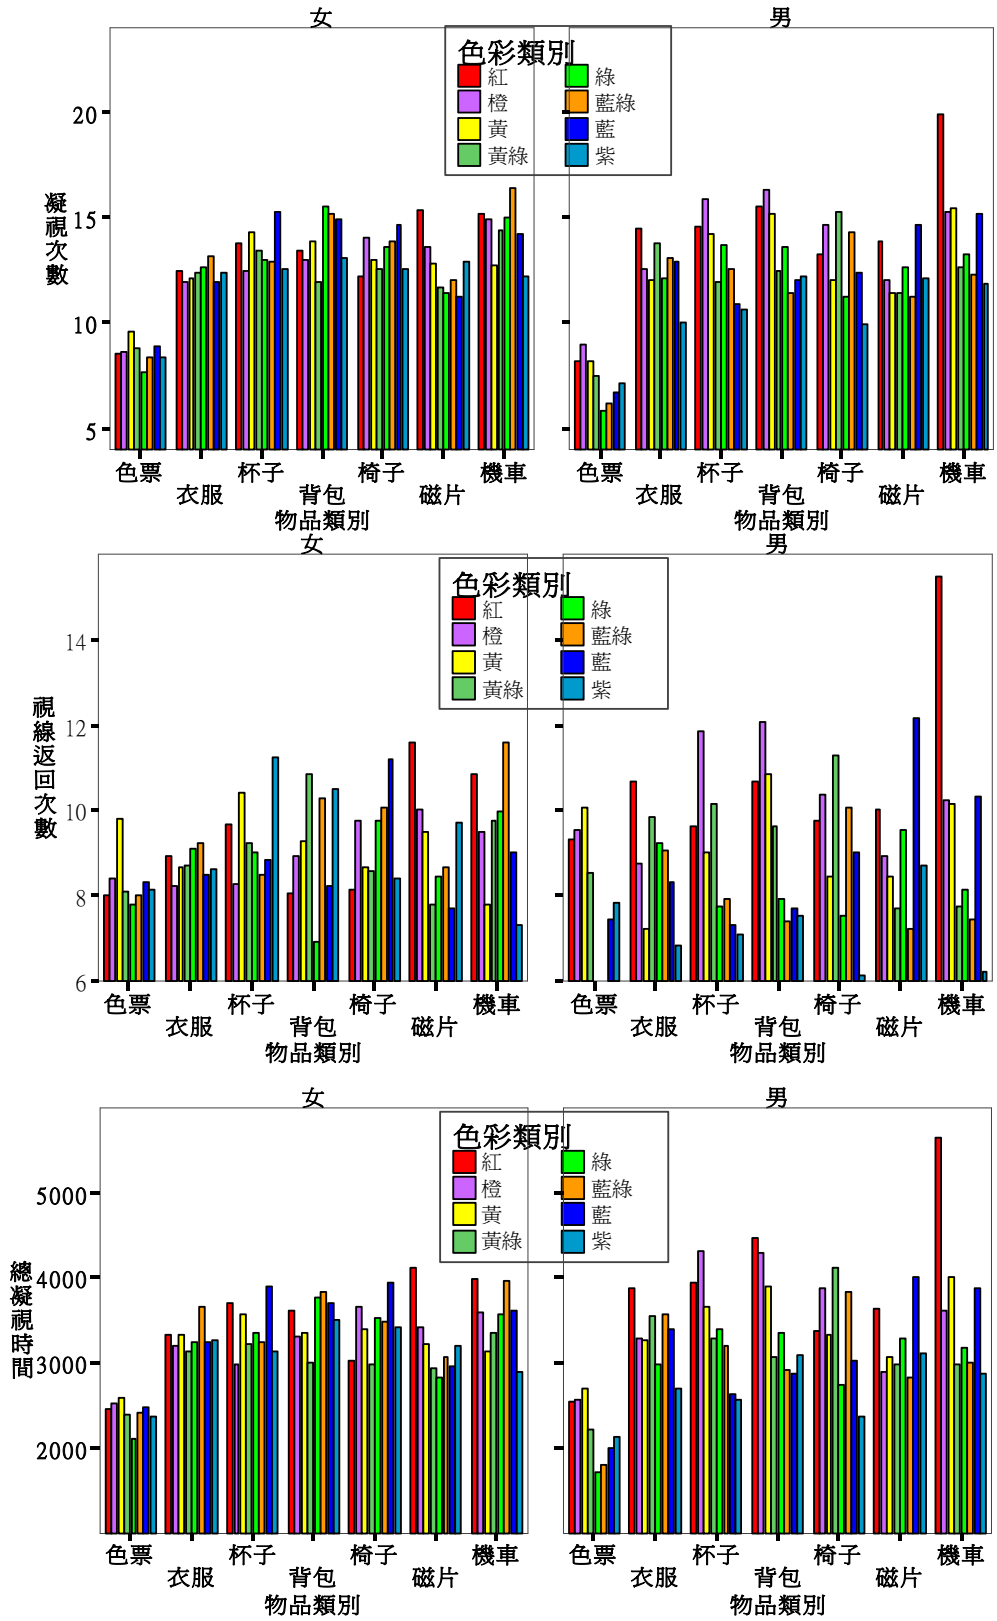 女 男
色彩類別
紅 綠
橙 藍綠
黃 藍
黃綠 紫
凝視次數
20
15
10
5
色票 衣服 杯子 背包 椅子 磁片 機車
色票 衣服 杯子 背包 椅子 磁片 機車
物品類別 物品類別
女 男
色彩類別
紅 綠
橙 藍綠
黃 藍
黃綠 紫
視線返回次數
14
12
10
8
6
色票 衣服 杯子 背包 椅子 磁片 機車
色票 衣服 杯子 背包 椅子 磁片 機車
物品類別 物品類別
女 男
色彩類別
紅 綠
橙 藍綠
黃 藍
黃綠 紫
總凝視時間
5000
4000
3000
2000
色票 衣服 杯子 背包 椅子 磁片 機車
色票 衣服 杯子 背包 椅子 磁片 機車
物品類別 物品類別